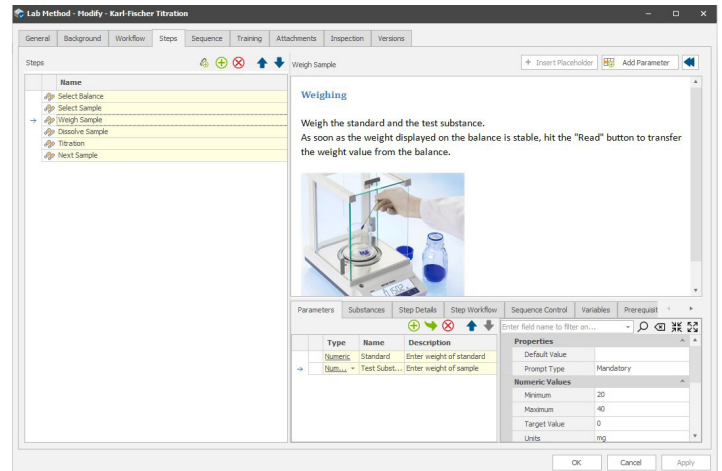 Lab Method - Modify - Karl-Fischer Titration
General Background Workflow Steps Sequence Training Attachments Inspection Versions
Steps
Name
Select Balance
Select Sample
Weigh Sample
Dissolve Sample
Titration
Next Sample
Weigh Sample
+ Insert Placeholder
Add Parameter
Weighing
Weigh the standard and the test substance.
As soon as the weight displayed on the balance is stable, hit the "Read" button to transfer
the weight value from the balance.
Parameters Substances Step Details Step Workflow Sequence Control Variables Prerequisit
Enter field name to filter on...
Type Name Description
Numeric Standard Enter weight of standard
Num... Test Subst... Enter weight of sample
Properties
Default Value
Prompt Type Mandatory
Numeric Values
Minimum 20
Maximum 40
Target Value 0
Units mg
OK Cancel Apply